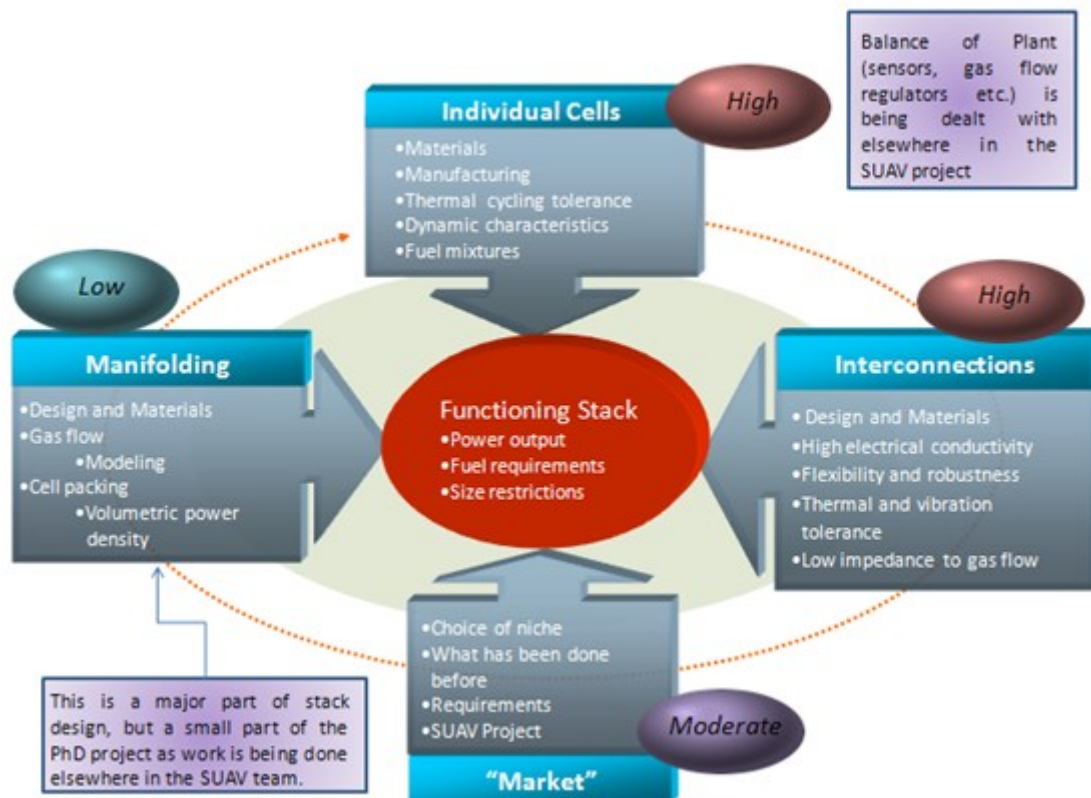 Balance of Plant
(sensors, gas flow
regulators etc.) is
being dealt with
elsewhere in the
SUAV project
High
Individual Cells
•Materials
•Manufacturing
•Thermal cycling tolerance
•Dynamic characteristics
•Fuel mixtures
Low
Manifolding
•Design and Materials
•Gas flow
•Modeling
•Cell packing
•Volumetric power
density
Functioning Stack
•Power output
•Fuel requirements
•Size restrictions
High
Interconnections
•Design and Materials
•High electrical conductivity
•Flexibility and robustness
•Thermal and vibration
tolerance
•Low impedance to gas flow
This is a major part of stack
design, but a small part of the
PhD project as work is being done
elsewhere in the SUAV team.
•Choice of niche
•What has been done
before
•Requirements
•SUAV Project
Moderate
“Market”